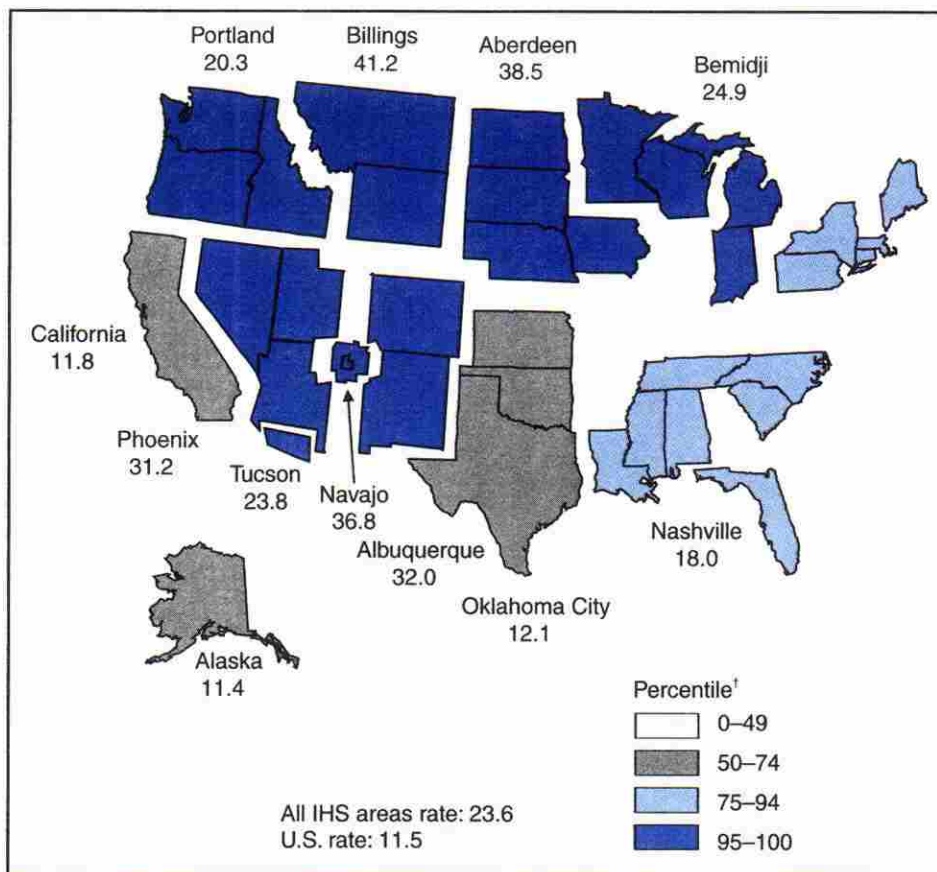 Portland
20.3
Billings
41.2
Aberdeen
38.5
Bemidji
24.9
California
11.8
Phoenix
31.2
Tucson
23.8
Navajo
36.8
Albuquerque
32.0
Nashville
18.0
Oklahoma City
12.1
Alaska
11.4
Percentile†
0–49
50–74
75–94
95–100
All IHS areas rate: 23.6
U.S. rate: 11.5